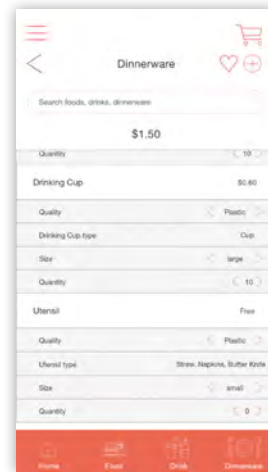 Dinnerware
Search foods, drinks, dinnerware
$1.50
Quantity 10
Drinking Cup $0.60
Quality Plastic
Drinking Cup type Cup
Size large
Quantity 10
Utensil Free
Quality Plastic
Utensil type Straw, Napkins, Butter Knife
Size small
Quantity 0
Home Food Drink Dinnerware